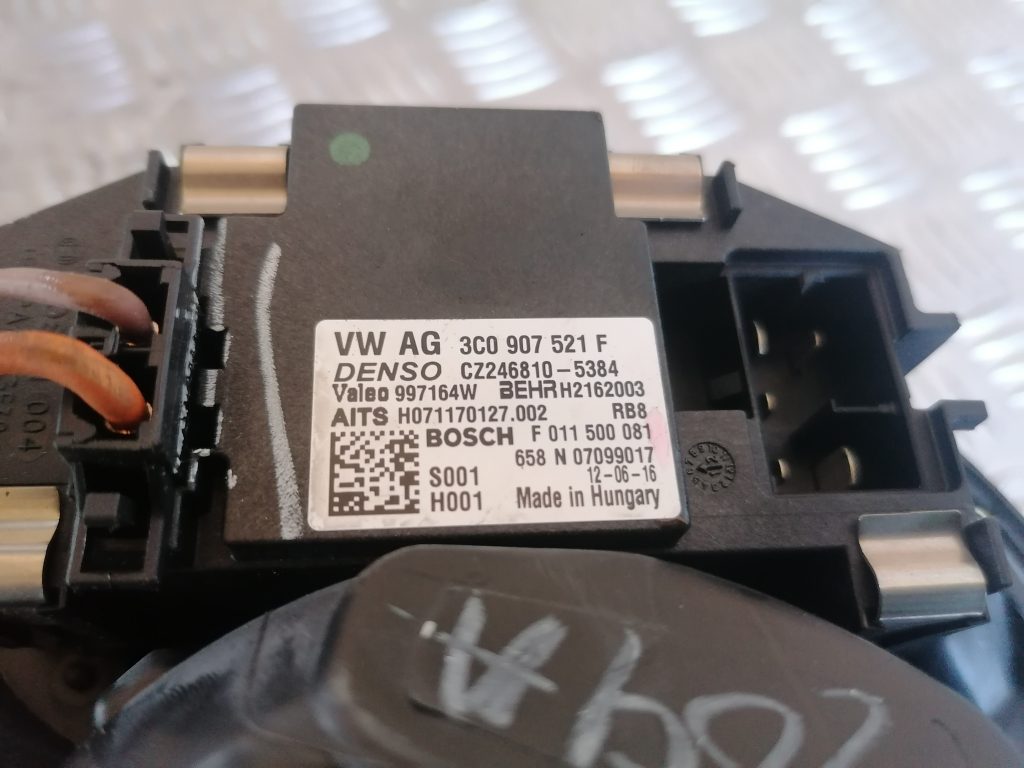 VW AG 3C0 907 521 F
DENSO CZ246810-5384
Valeo 997164W BEHR H2162003
AITS H071170127.002 RB8
BOSCH F 011 500 081
658 N 07099017
S001 12-06-16
H001 Made in Hungary
004